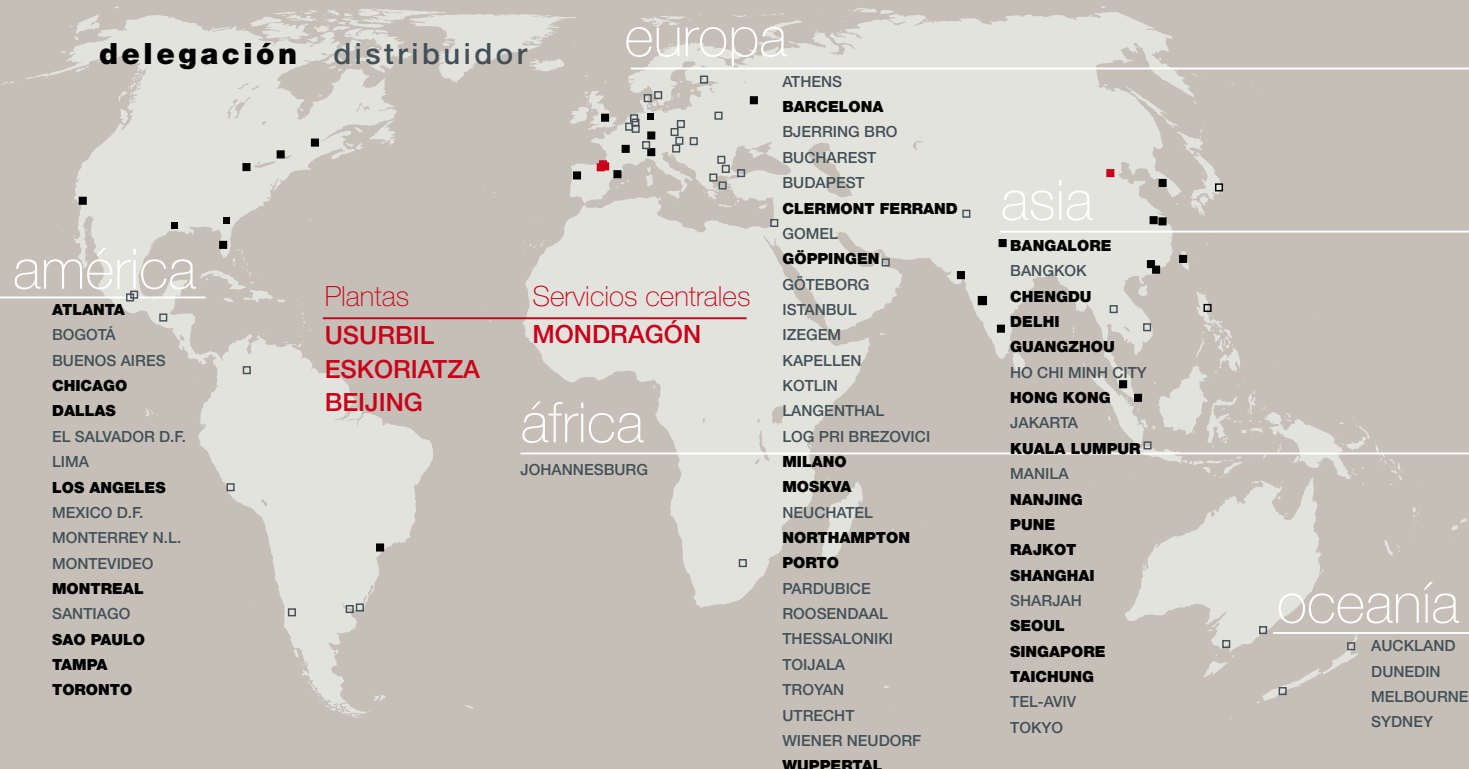 delegación distribuidor
europa
ATHENS
BARCELONA
BJERRING BRO
BUCHAREST
BUDAPEST
CLERMONT FERRAND
GOMEL
GÖPPINGEN
GÖTEBORG
ISTANBUL
IZEGEM
KAPELLEN
KOTLIN
LANGENTHAL
LOG PRI BREZOVICI
MILANO
MOSKVA
NEUCHATEL
NORTHAMPTON
PORTO
PARDUBICE
ROOSENDAAL
THESSALONIKI
TOIJALA
TROYAN
UTRECHT
WIENER NEUDORF
WUPPERTAL
asia
BANGALORE
BANGKOK
CHENGDU
DELHI
GUANGZHOU
HO CHI MINH CITY
HONG KONG
JAKARTA
KUALA LUMPUR
MANILA
NANJING
PUNE
RAJKOT
SHANGHAI
SHARJAH
SEOUL
SINGAPORE
TAICHUNG
TEL-AVIV
TOKYO
américa
ATLANTA
BOGOTÁ
BUENOS AIRES
CHICAGO
DALLAS
EL SALVADOR D.F.
LIMA
LOS ANGELES
MEXICO D.F.
MONTERREY N.L.
MONTEVIDEO
MONTREAL
SANTIAGO
SAO PAULO
TAMPA
TORONTO
Plantas
USURBIL
ESKORIATZA
BEIJING
Servicios centrales
MONDRAGÓN
áfrica
JOHANNESBURG
oceanía
AUCKLAND
DUNEDIN
MELBOURNE
SYDNEY